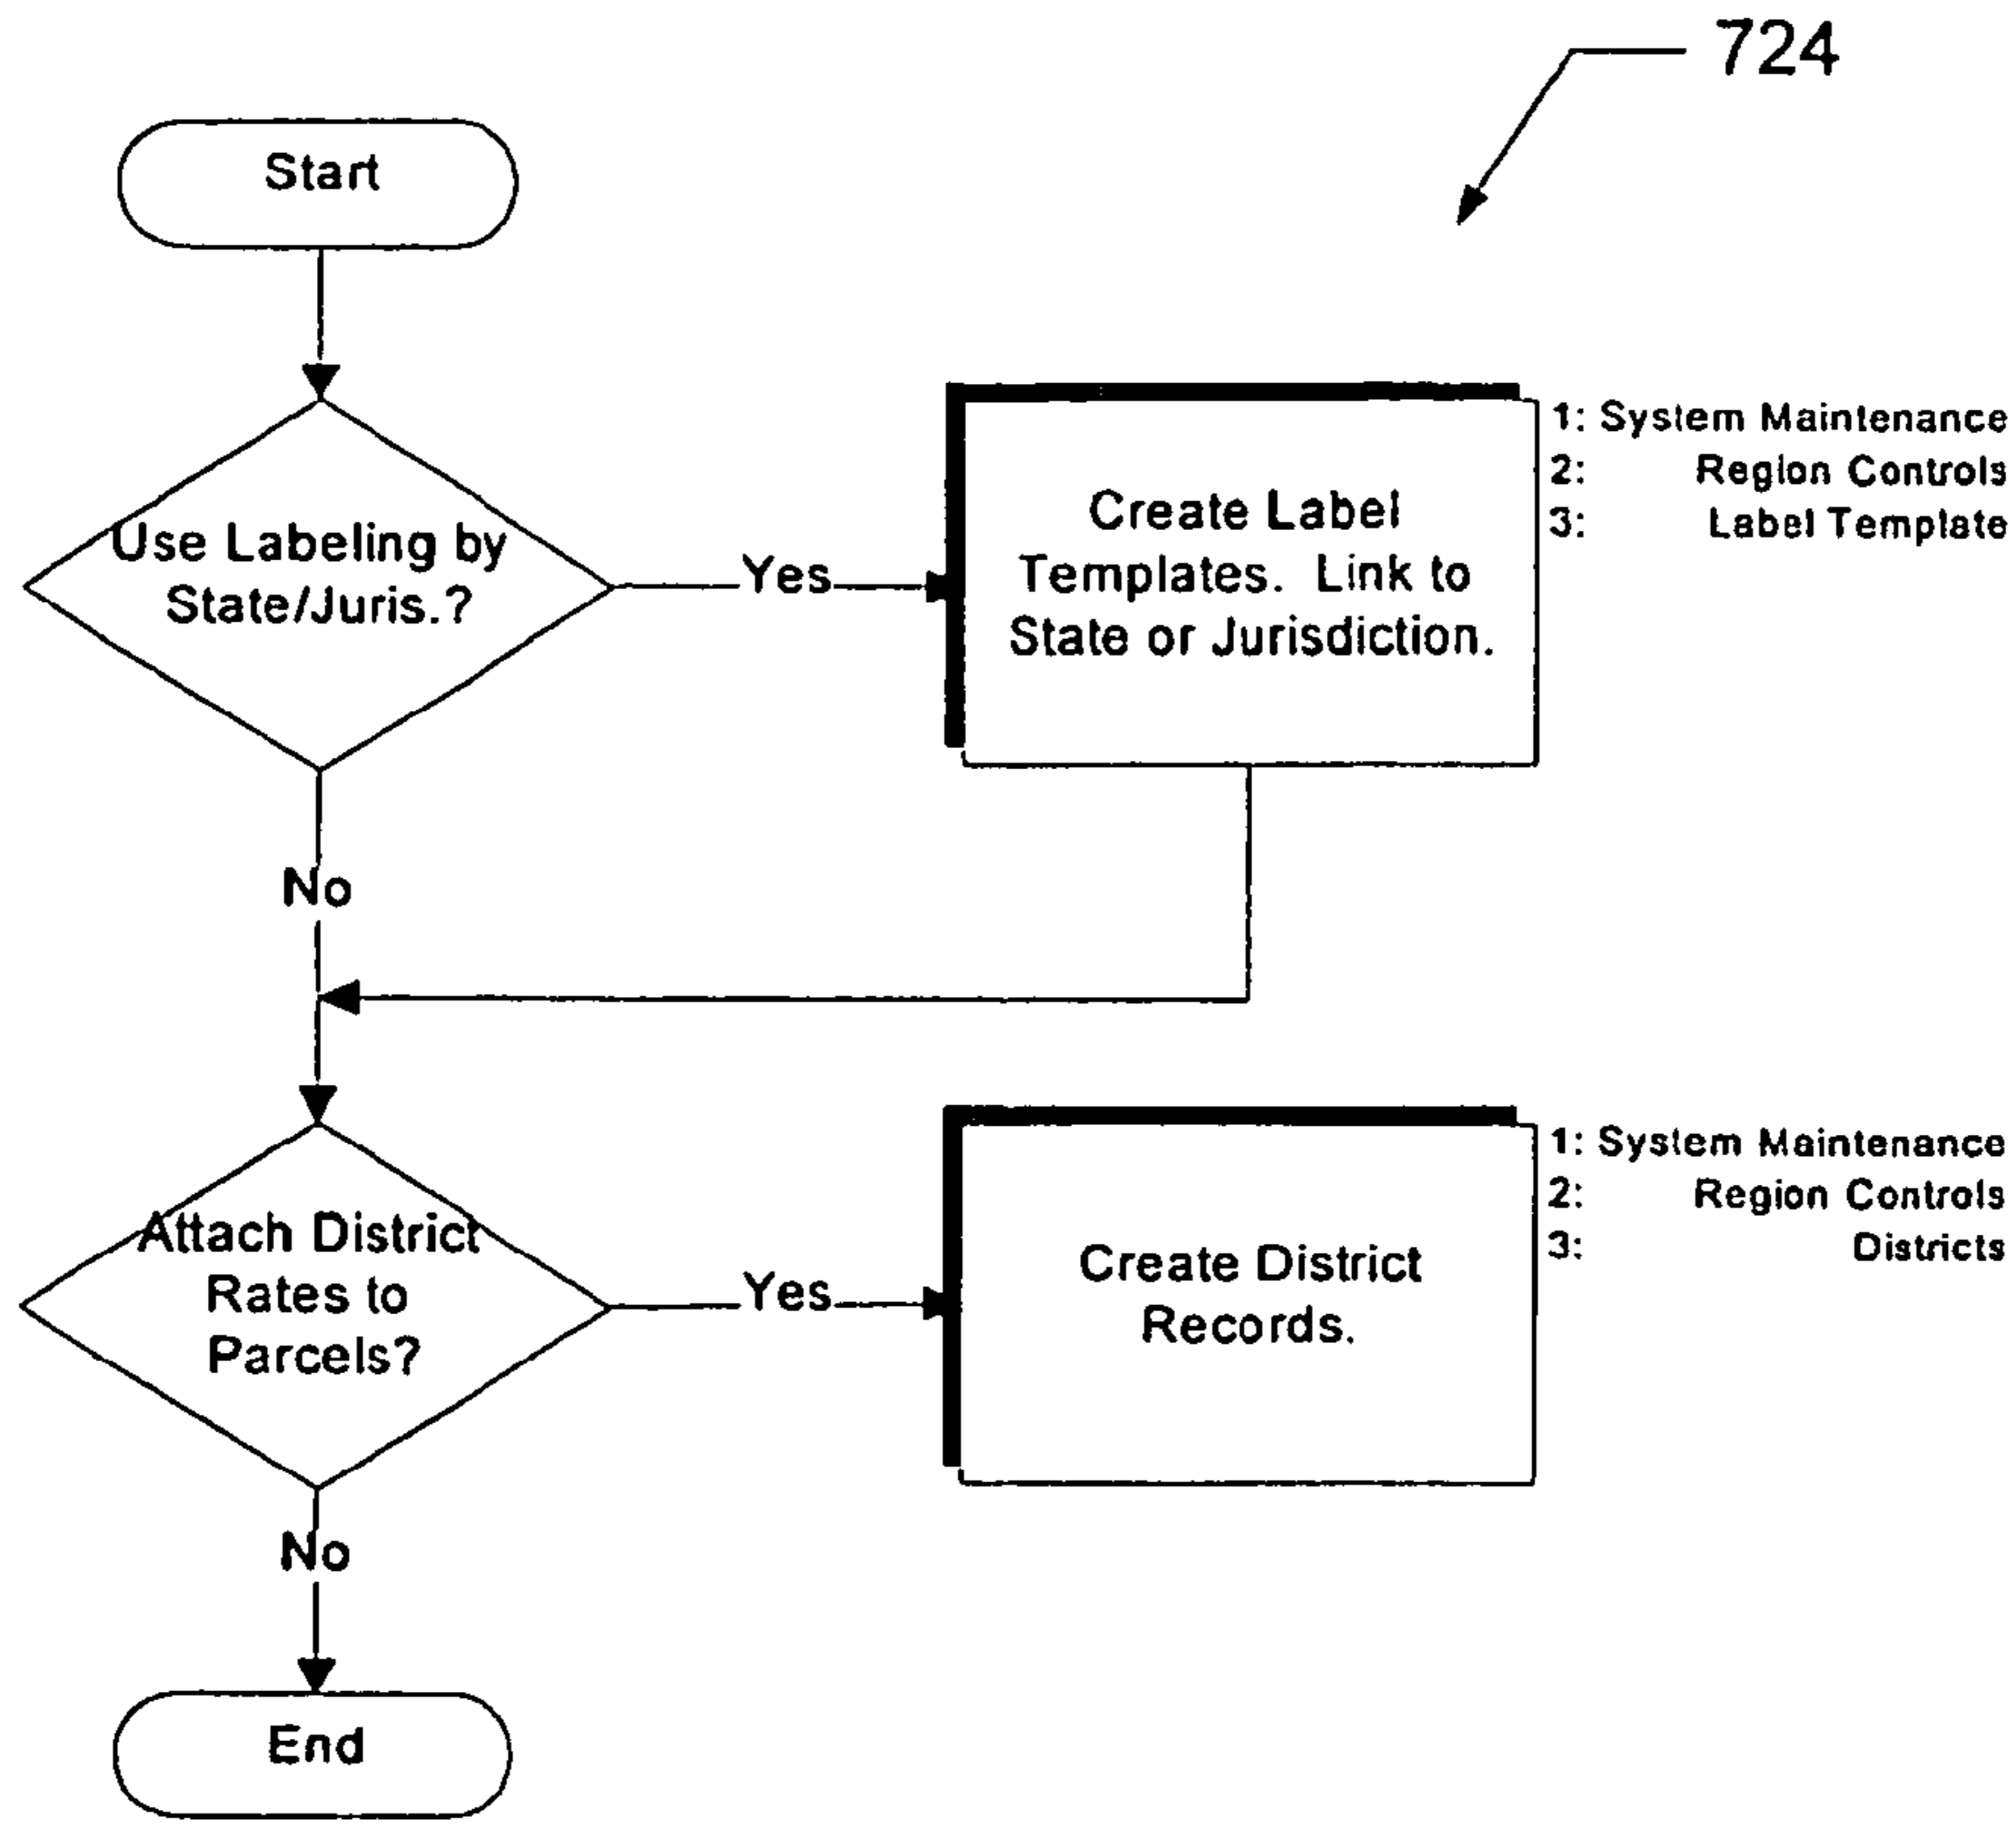 724
Start
Use Labeling by
State/Juris.?
Yes
Create Label
Templates. Link to
State or Jurisdiction.
1: System Maintenance
2: Region Controls
3: Label Template
No
Attach District
Rates to
Parcels?
Yes
Create District
Records.
1: System Maintenance
2: Region Controls
3: Districts
No
End